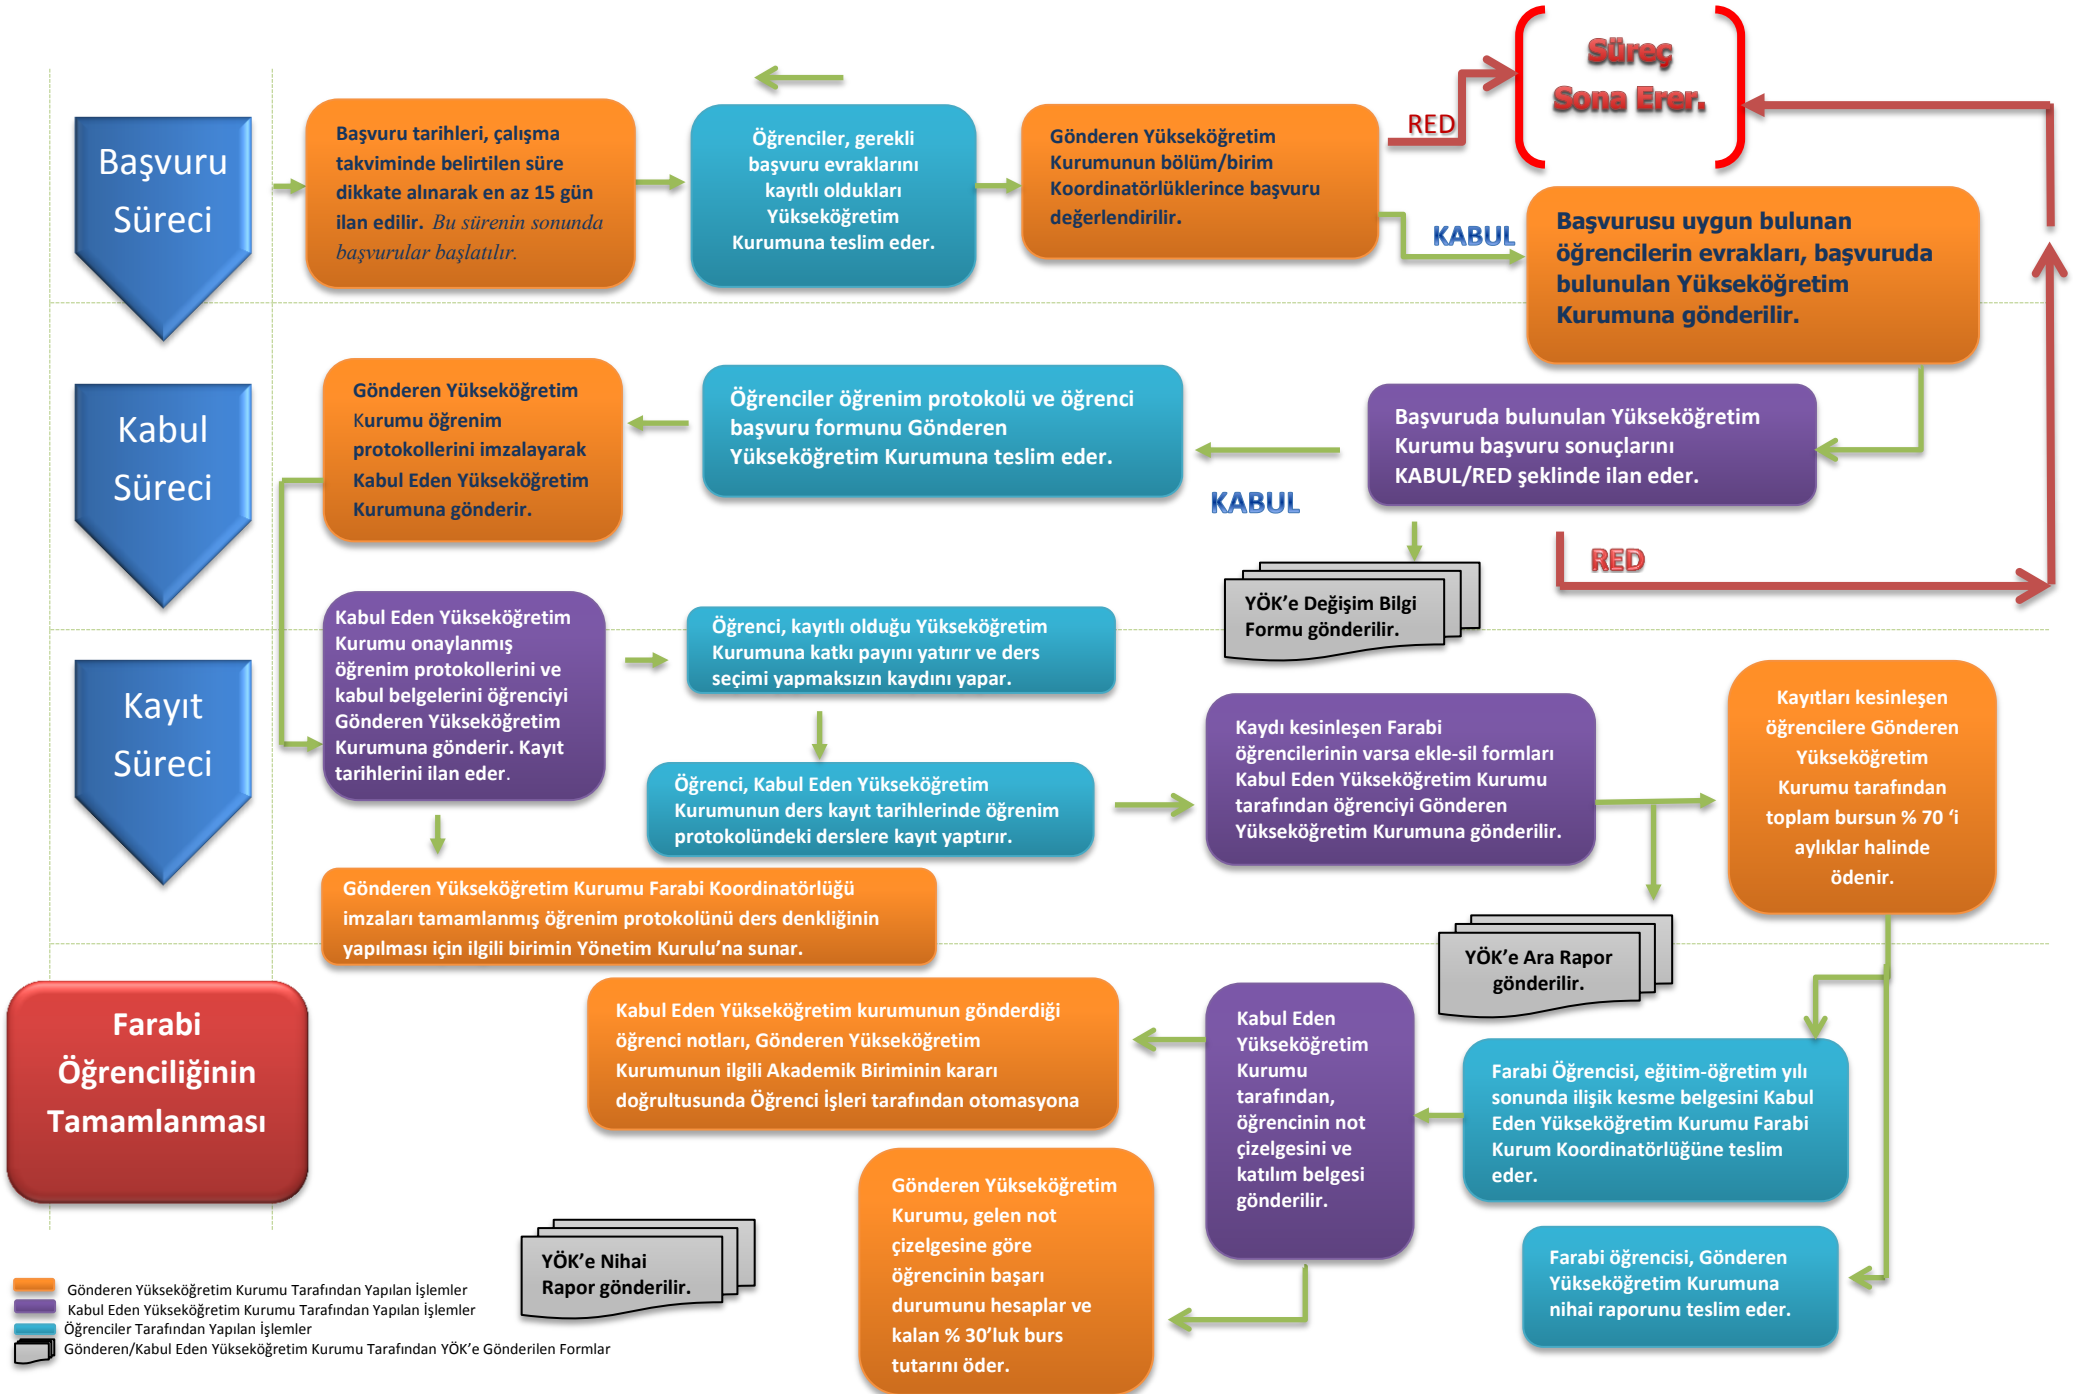 Süreç
Sona Erer.
Başvuru
Süreci
Başvuru tarihleri, çalışma
takviminde belirtilen süre
dikkate alınarak en az 15 gün
ilan edilir. Bu sürenin sonunda
başvurular başlatılır.
Öğrenciler, gerekli
başvuru evraklarını
kayıtlı oldukları
Yükseköğretim
Kurumuna teslim eder.
Gönderen Yükseköğretim
Kurumunun bölüm/birim
Koordinatörlüklerince başvuru
değerlendirilir.
RED
KABUL
Başvurusu uygun bulunan
öğrencilerin evrakları, başvuruda
bulunulan Yükseköğretim
Kurumuna gönderilir.
Kabul
Süreci
Gönderen Yükseköğretim
Kurumu öğrenim
protokollerini imzalayarak
Kabul Eden Yükseköğretim
Kurumuna gönderir.
Öğrenciler öğrenim protokolü ve öğrenci
başvuru formunu Gönderen
Yükseköğretim Kurumuna teslim eder.
KABUL
Başvuruda bulunulan Yükseköğretim
Kurumu başvuru sonuçlarını
KABUL/RED şeklinde ilan eder.
RED
YÖK’e Değişim Bilgi
Formu gönderilir.
Kayıt
Süreci
Kabul Eden Yükseköğretim
Kurumu onaylanmış
öğrenim protokollerini ve
kabul belgelerini öğrenciyi
Gönderen Yükseköğretim
Kurumuna gönderir. Kayıt
tarihlerini ilan eder.
Öğrenci, kayıtlı olduğu Yükseköğretim
Kurumuna katkı payını yatırır ve ders
seçimi yapmaksızın kaydını yapar.
Öğrenci, Kabul Eden Yükseköğretim
Kurumunun ders kayıt tarihlerinde öğrenim
protokolündeki derslere kayıt yaptırır.
Kaydı kesinleşen Farabi
öğrencilerinin varsa ekle-sil formları
Kabul Eden Yükseköğretim Kurumu
tarafından öğrenciyi Gönderen
Yükseköğretim Kurumuna gönderilir.
Kayıtları kesinleşen
öğrencilere Gönderen
Yükseköğretim
Kurumu tarafından
toplam bursun % 70 ‘i
aylıklar halinde
ödenir.
Gönderen Yükseköğretim Kurumu Farabi Koordinatörlüğü
imzaları tamamlanmış öğrenim protokolünü ders denkliğinin
yapılması için ilgili birimin Yönetim Kurulu’na sunar.
YÖK’e Ara Rapor
gönderilir.
Farabi
Öğrenciliğinin
Tamamlanması
Kabul Eden Yükseköğretim kurumunun gönderdiği
öğrenci notları, Gönderen Yükseköğretim
Kurumunun ilgili Akademik Biriminin kararı
doğrultusunda Öğrenci İşleri tarafından otomasyona
Kabul Eden
Yükseköğretim
Kurumu
tarafından,
öğrencinin not
çizelgesini ve
katılım belgesi
gönderilir.
Farabi Öğrencisi, eğitim-öğretim yılı
sonunda ilişik kesme belgesini Kabul
Eden Yükseköğretim Kurumu Farabi
Kurum Koordinatörlüğüne teslim
eder.
Gönderen Yükseköğretim
Kurumu, gelen not
çizelgesine göre
öğrencinin başarı
durumunu hesaplar ve
kalan % 30’luk burs
tutarını öder.
Farabi öğrencisi, Gönderen
Yükseköğretim Kurumuna
nihai raporunu teslim eder.
YÖK’e Nihai
Rapor gönderilir.
Gönderen Yükseköğretim Kurumu Tarafından Yapılan İşlemler
Kabul Eden Yükseköğretim Kurumu Tarafından Yapılan İşlemler
Öğrenciler Tarafından Yapılan İşlemler
Gönderen/Kabul Eden Yükseköğretim Kurumu Tarafından YÖK’e Gönderilen Formlar